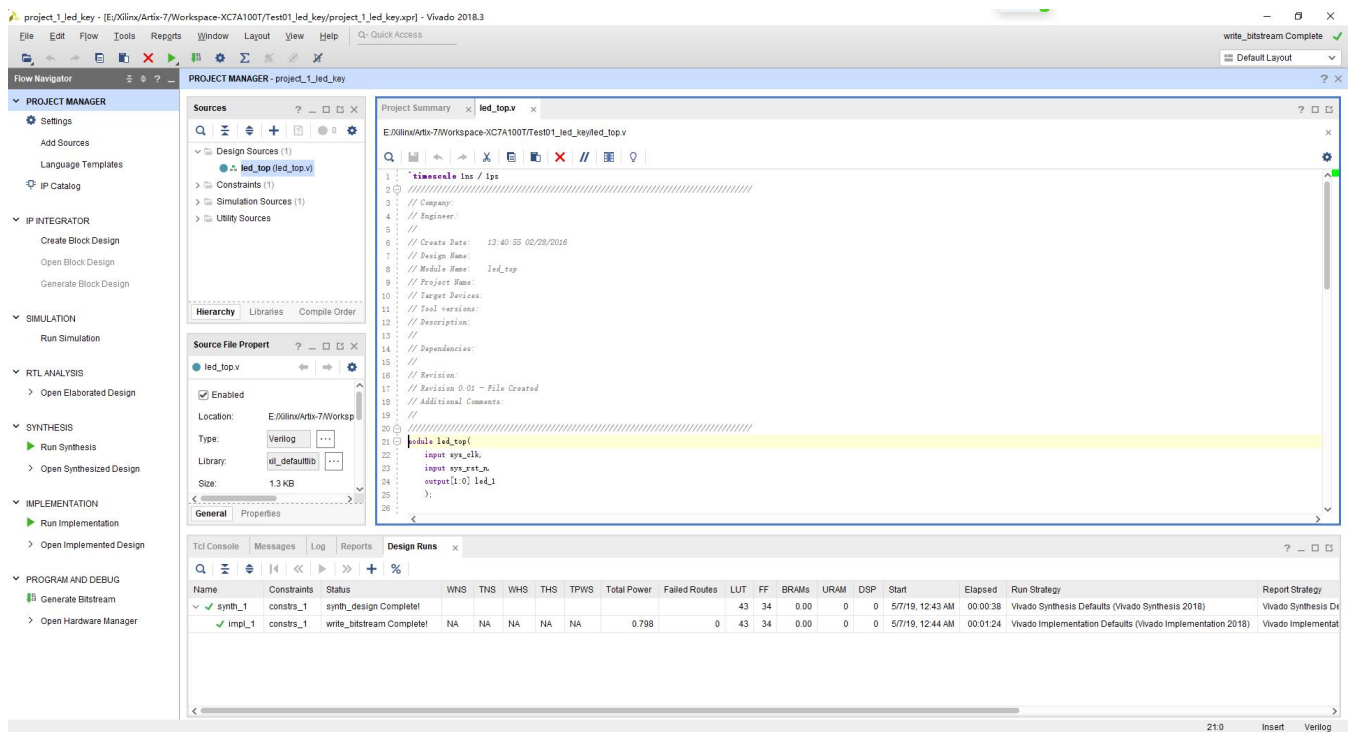 project_1_led_key - [E:/Xilinx/Artix-7/Workspace-XC7A100T/Test01_led_key/project_1_led_key.xpr] - Vivado 2018.3
File Edit Flow Tools Reports Window Layout View Help Quick Access
write_bitstream Complete
Default Layout
Flow Navigator
PROJECT MANAGER - project_1_led_key
PROJECT MANAGER
Settings
Add Sources
Language Templates
IP Catalog
IP INTEGRATOR
Create Block Design
Open Block Design
Generate Block Design
SIMULATION
Run Simulation
RTL ANALYSIS
Open Elaborated Design
SYNTHESIS
Run Synthesis
Open Synthesized Design
IMPLEMENTATION
Run Implementation
Open Implemented Design
PROGRAM AND DEBUG
Generate Bitstream
Open Hardware Manager
Sources
0
Design Sources (1)
led_top (led_top.v)
Constraints (1)
Simulation Sources (1)
Utility Sources
Hierarchy Libraries Compile Order
Source File Propert
led_top.v
Enabled
Location: E:/Xilinx/Artix-7/Worksp
Type: Verilog
Library: xil_defaultlib
Size: 1.3 KB
General Properties
Project Summary led_top.v
E:/Xilinx/Artix-7/Workspace-XC7A100T/Test01_led_key/led_top.v
1 `timescale 1ns / 1ps
2 //////////////////////////////////////////////////////////////////////////////////
3 // Company:
4 // Engineer:
5 //
6 // Create Date: 13:40:55 02/28/2016
7 // Design Name:
8 // Module Name: led_top
9 // Project Name:
10 // Target Devices:
11 // Tool versions:
12 // Description:
13 //
14 // Dependencies:
15 //
16 // Revision:
17 // Revision 0.01 - File Created
18 // Additional Comments:
19 //
20 //////////////////////////////////////////////////////////////////////////////////
21 module led_top(
22 input sys_clk,
23 input sys_rst_n,
24 output[1:0] led_1
25 );
26
Tcl Console Messages Log Reports Design Runs
Name Constraints Status WNS TNS WHS THS TPWS Total Power Failed Routes LUT FF BRAMs URAM DSP Start Elapsed Run Strategy Report Strategy
synth_1 constrs_1 synth_design Complete! 43 34 0.00 0 0 5/7/19, 12:43 AM 00:00:38 Vivado Synthesis Defaults (Vivado Synthesis 2018) Vivado Synthesis De
impl_1 constrs_1 write_bitstream Complete! NA NA NA NA NA 0.798 0 43 34 0.00 0 0 5/7/19, 12:44 AM 00:01:24 Vivado Implementation Defaults (Vivado Implementation 2018) Vivado Implementat
21:0 Insert Verilog